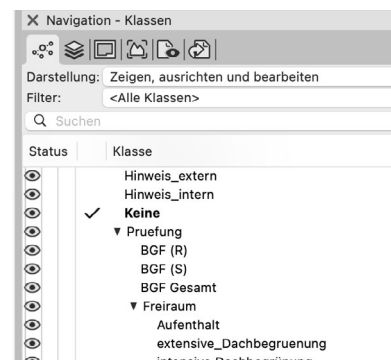 Navigation - Klassen
Darstellung: Zeigen, ausrichten und bearbeiten
Filter: <Alle Klassen>
Suchen
Status Klasse
Hinweis_extern
Hinweis_intern
Keine
Pruefung
BGF (R)
BGF (S)
BGF Gesamt
Freiraum
Aufenthalt
extensive_Dachbegruenung
intensive_Dachbegrünung